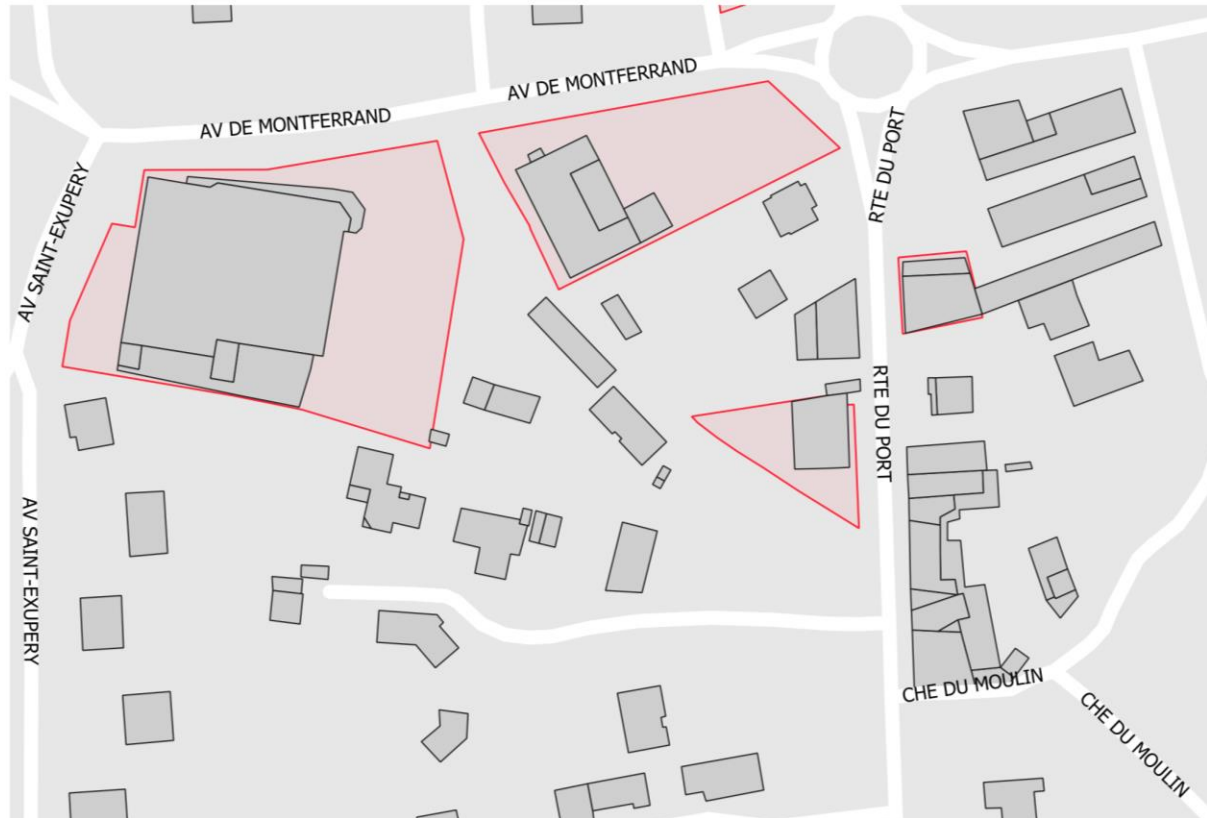 AV DE MONTFERRAND
AV DE MONTFERRAND
AV SAINT-EXUPERY
RTE DU PORT
RTE DU PORT
AV SAINT-EXUPERY
CHE DU MOULIN
CHE DU MOULIN